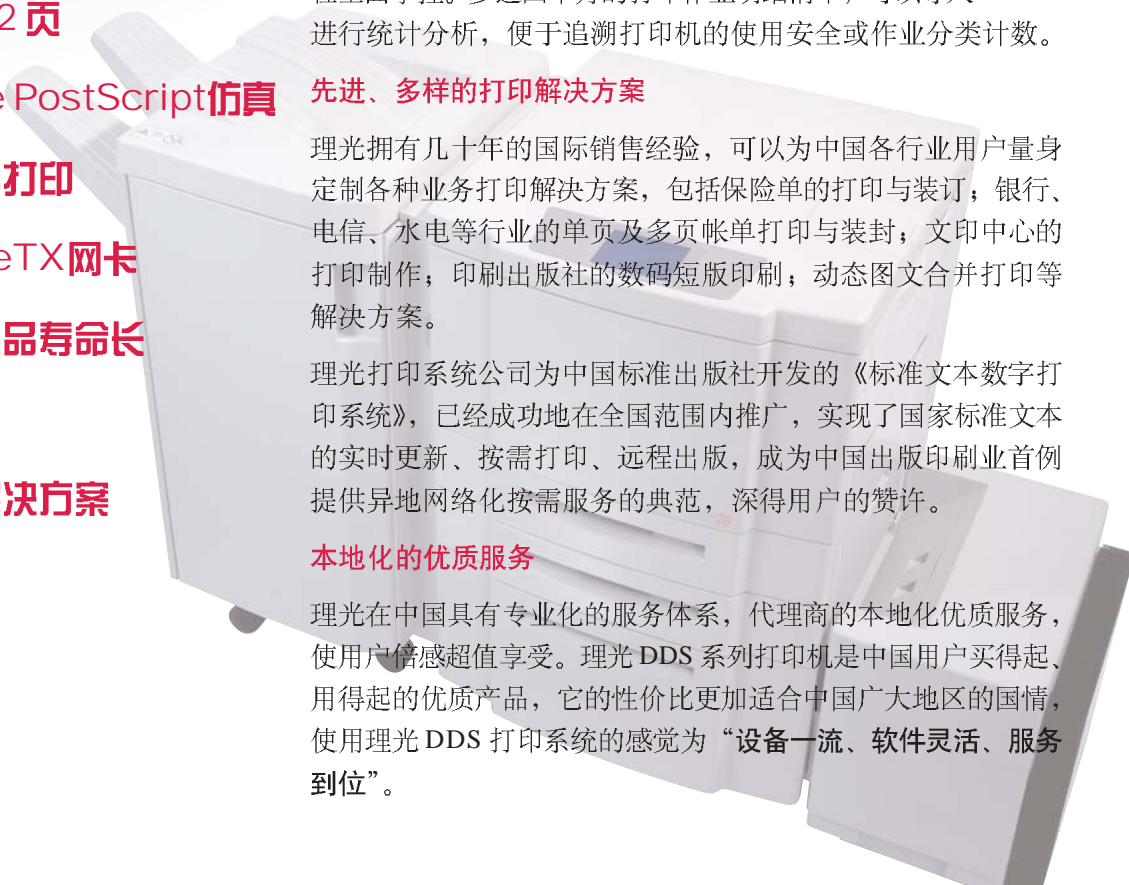 2 页
PostScript仿真
打印
TX网卡
品寿命长
决方案
进行统计分析，便于追溯打印机的使用安全或作业分类计数。
先进、多样的打印解决方案
理光拥有几十年的国际销售经验，可以为中国各行业用户量身
定制各种业务打印解决方案，包括保险单的打印与装订；银行、
电信、水电等行业的单页及多页帐单打印与装封；文印中心的
打印制作；印刷出版社的数码短版印刷；动态图文合并打印等
解决方案。
理光打印系统公司为中国标准出版社开发的《标准文本数字打
印系统》，已经成功地在全国范围内推广，实现了国家标准文本
的实时更新、按需打印、远程出版，成为中国出版印刷业首例
提供异地网络化按需服务的典范，深得用户的赞许。
70
本地化的优质服务
理光在中国具有专业化的服务体系，代理商的本地化优质服务，
使用户倍感超值享受。理光 DDS 系列打印机是中国用户买得起、
用得起的优质产品，它的性价比更加适合中国广大地区的国情，
使用理光 DDS 打印系统的感觉为“设备一流、软件灵活、服务
到位”。